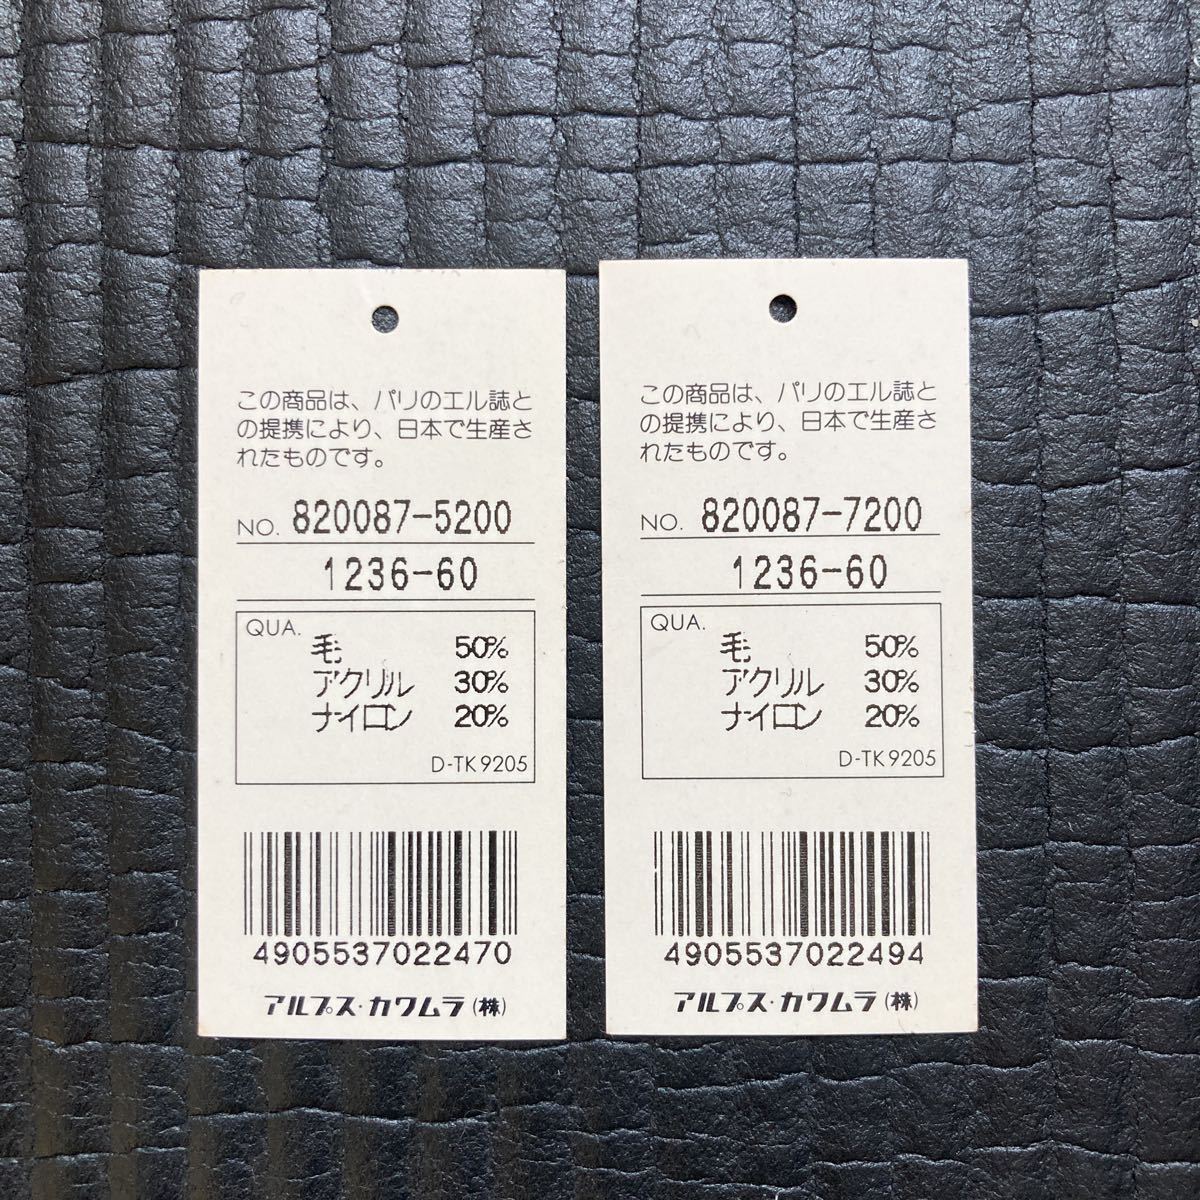 この商品は、パリのエル誌と
の提携により、日本で生産さ
れたものです。
NO. 820087-5200
1236-60
QUA.
毛 50%
アクリル 30%
ナイロン 20%
D-TK9205
4905537022470
アルプス・カワムラ(株)
この商品は、パリのエル誌と
の提携により、日本で生産さ
れたものです。
NO. 820087-7200
1236-60
QUA.
毛 50%
アクリル 30%
ナイロン 20%
D-TK9205
4905537022494
アルプス・カワムラ(株)